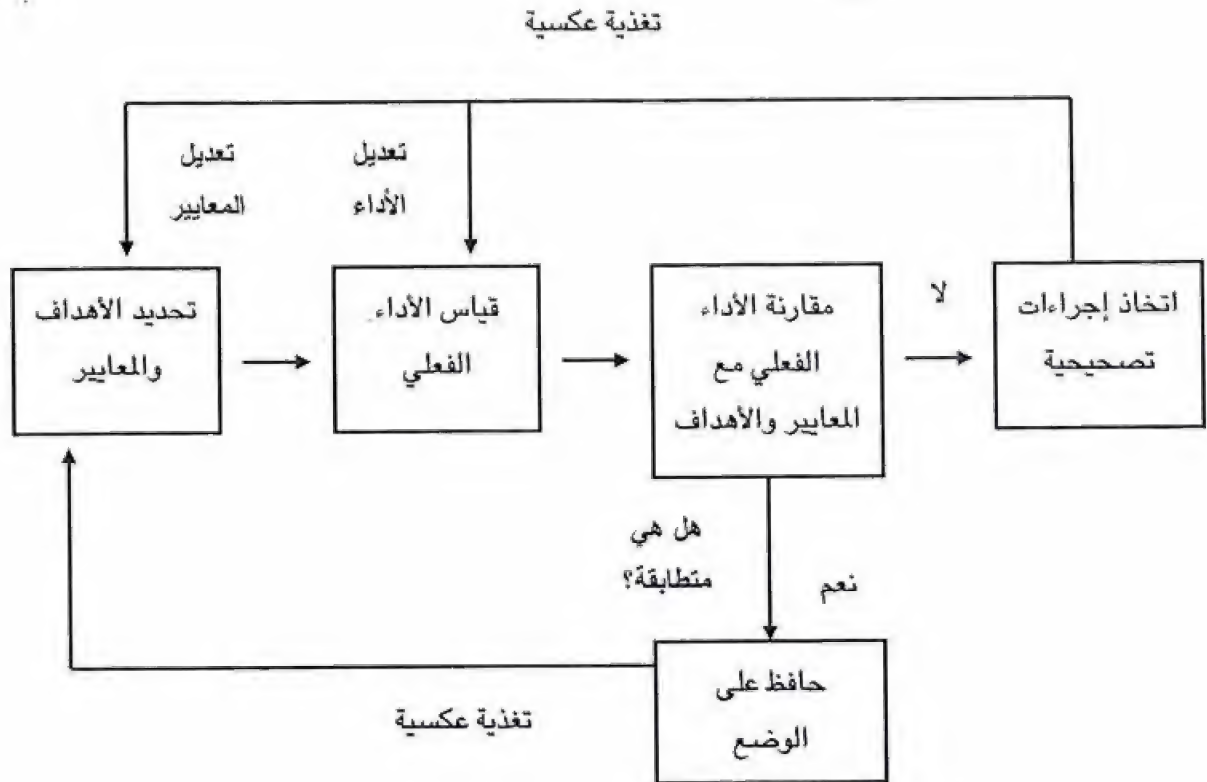 تغذية عكسية
تعديل
المعايير
تعديل
الأداء
تحديد الأهداف
والمعايير
قياس الأداء
الفعلي
مقارنة الأداء
الفعلي مع
المعايير والأهداف
لا
اتخاذ إجراءات
تصحيحية
هل هي
متطابقة؟
نعم
حافظ على
الوضع
تغذية عكسية